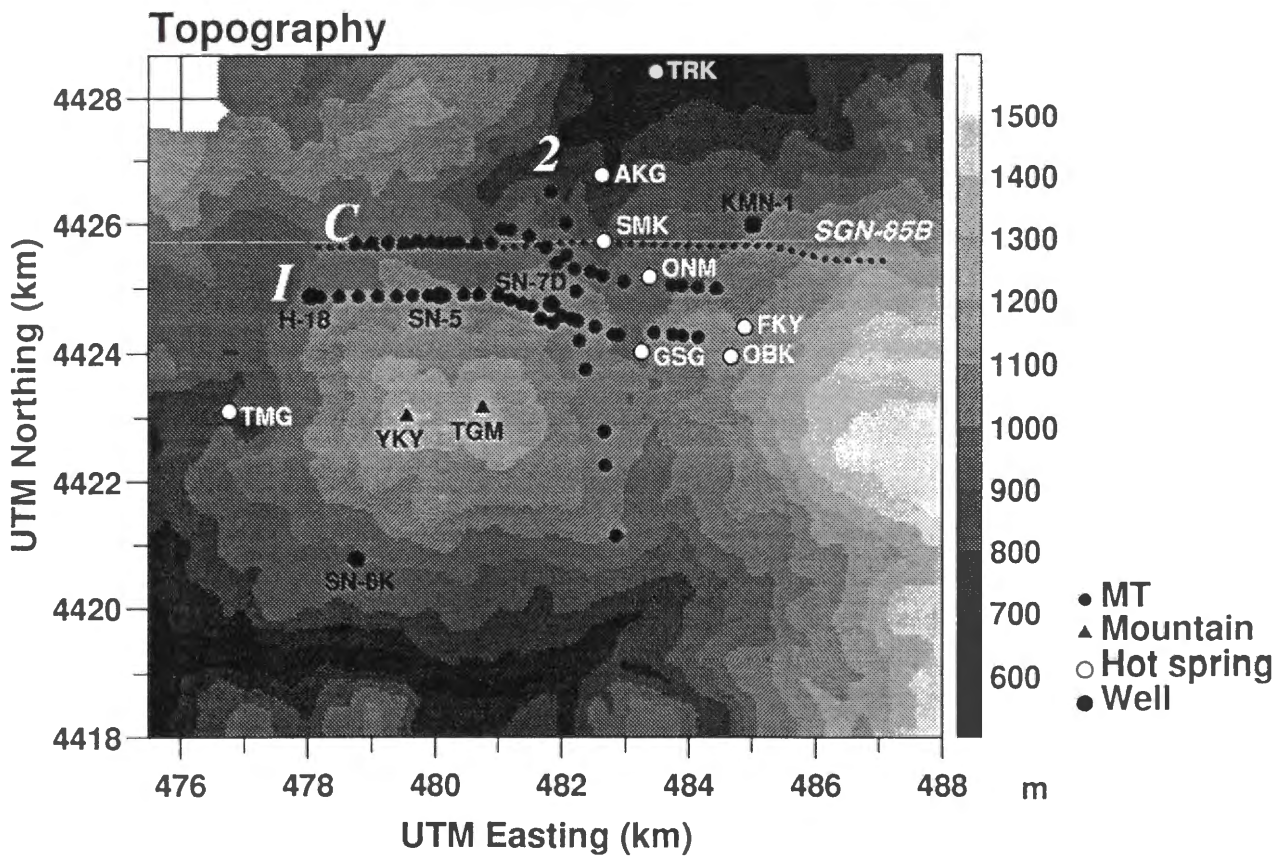 Topography
TRK
4428
1500
2
1400
AKG
KMN-1
4426
C
SMK
SGN-85B
1300
ONM
I
SN-7D
1200
H-18
SN-5
FKY
4424
GSG
OBK
1100
TMG
YKY
TGM
1000
4422
900
SN-8K
800
MT
4420
700
Mountain
Hot spring
600
Well
4418
476
478
480
482
484
486
488
m
UTM Easting (km)
UTM Northing (km)